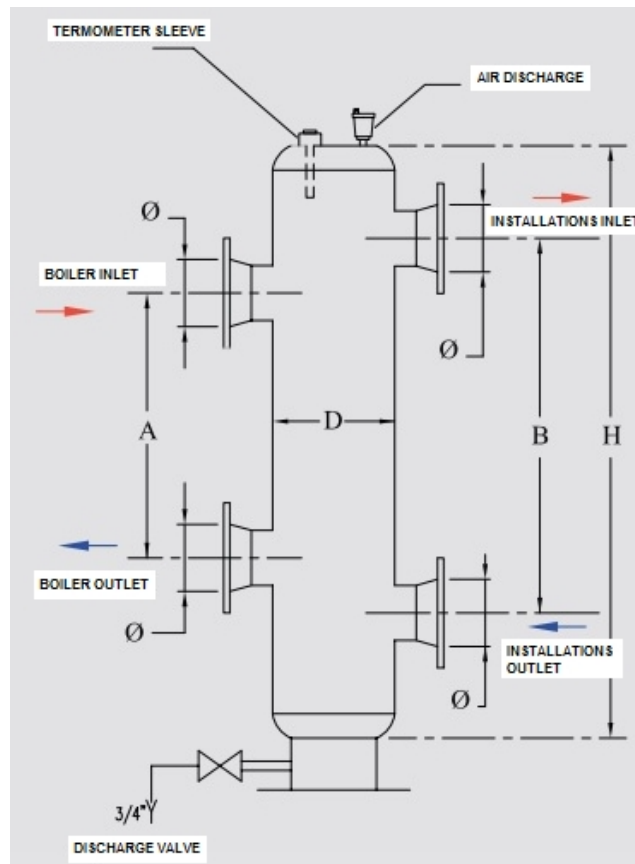 TERMOMETER SLEEVE
AIR DISCHARGE
Ø
INSTALLATIONS INLET
BOILER INLET
Ø
A
D
B
H
BOILER OUTLET
Ø
INSTALLATIONS
OUTLET
Ø
3/4"
DISCHARGE VALVE